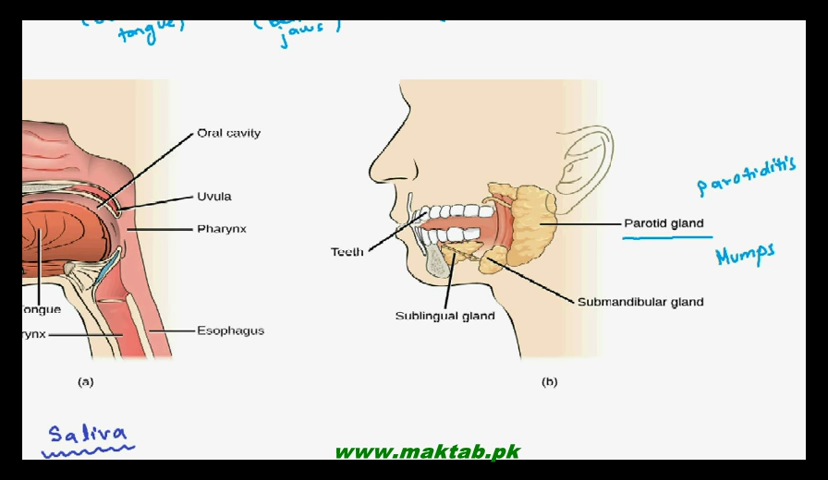 tongue)
jaws)
Oral cavity
Uvula
Pharynx
Tongue
rynx
Esophagus
(a)
Teeth
Sublingual gland
Parotid gland
Submandibular gland
(b)
parotiditis
Mumps
Saliva
www.maktab.pk